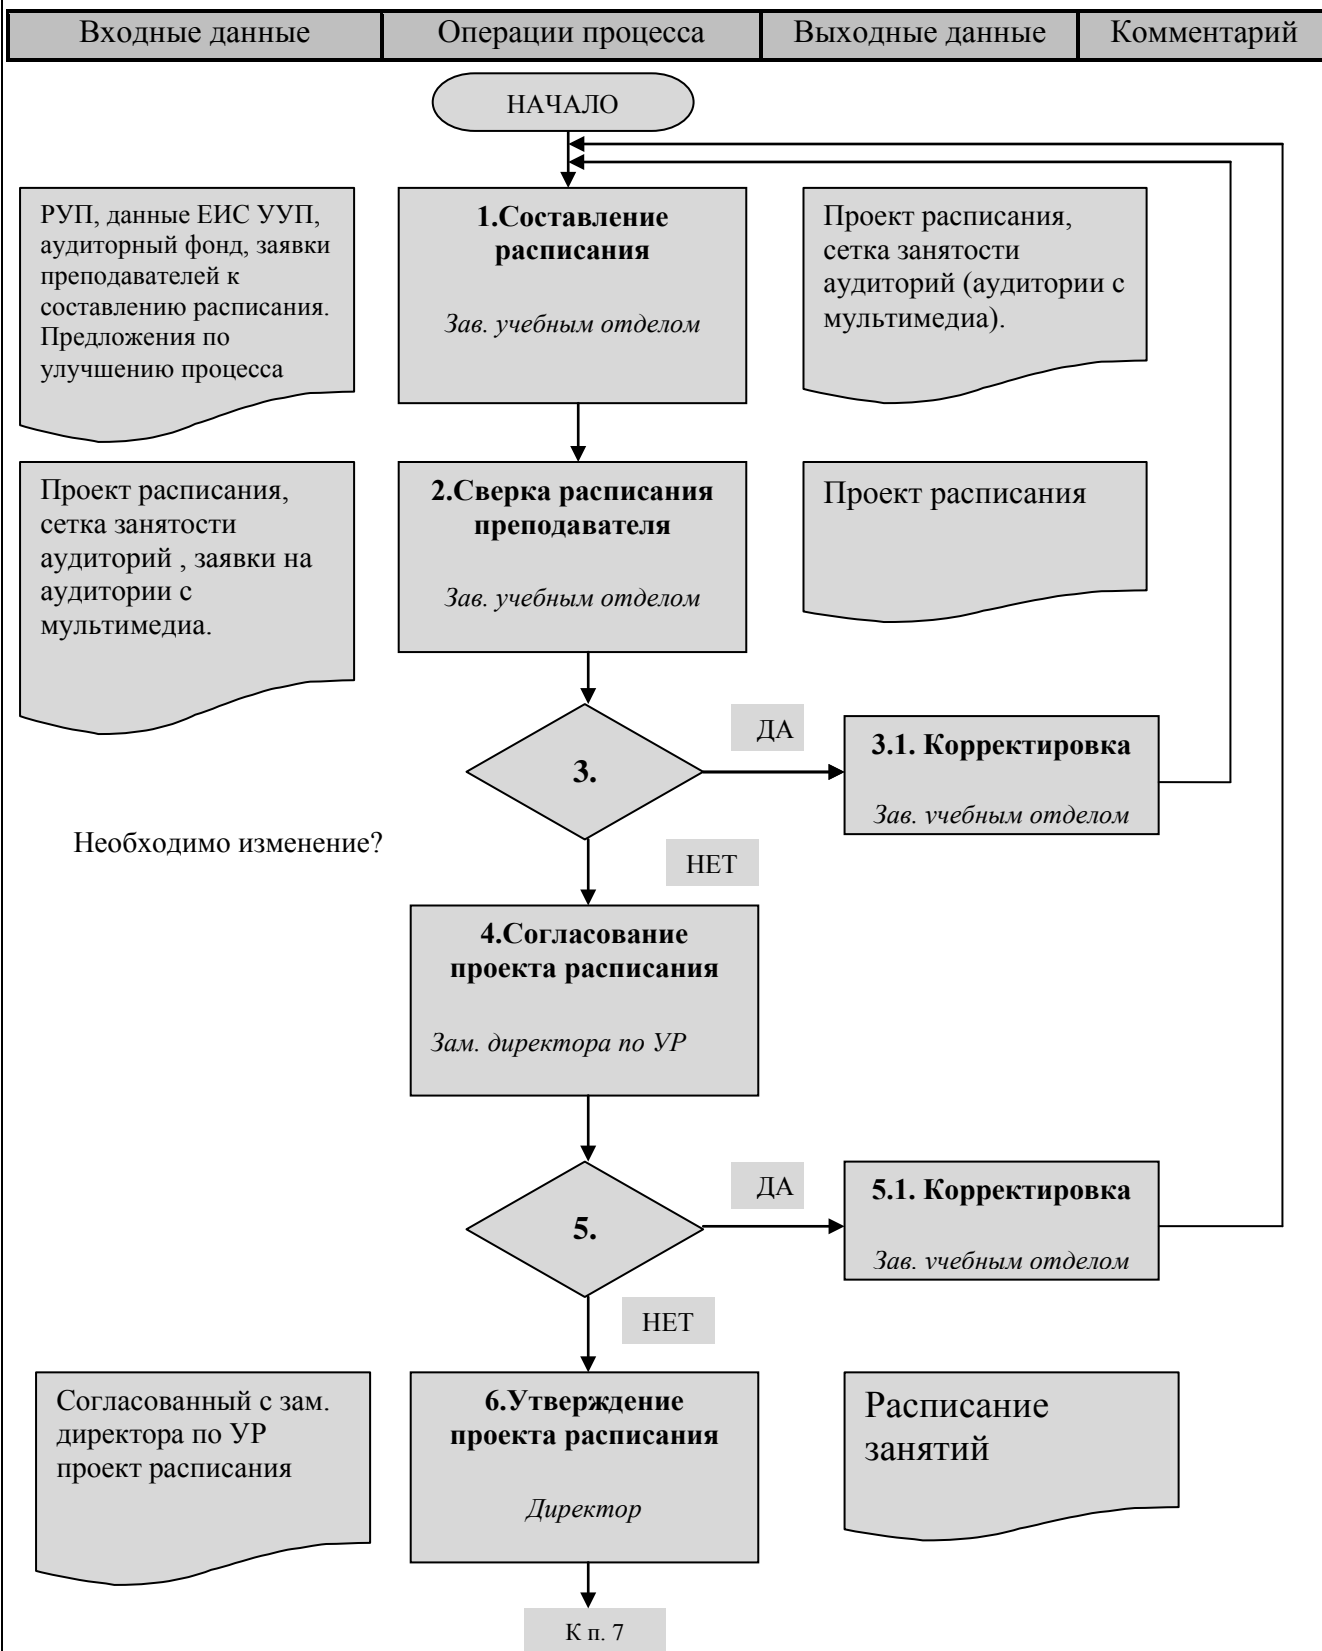 Входные данные
Операции процесса
Выходные данные
Комментарий
НАЧАЛО
РУП, данные ЕИС УУП,
аудиторный фонд, заявки
преподавателей к
составлению расписания.
Предложения по
улучшению процесса
1.Составление
расписания
Зав. учебным отделом
Проект расписания,
сетка занятости
аудиторий (аудитории с
мультимедиа).
Проект расписания,
сетка занятости
аудиторий , заявки на
аудитории с
мультимедиа.
2.Сверка расписания
преподавателя
Зав. учебным отделом
Проект расписания
3.
ДА
3.1. Корректировка
Зав. учебным отделом
Необходимо изменение?
НЕТ
4.Согласование
проекта расписания
Зам. директора по УР
5.
ДА
5.1. Корректировка
Зав. учебным отделом
НЕТ
Согласованный с зам.
директора по УР
проект расписания
6.Утверждение
проекта расписания
Директор
Расписание
занятий
К п. 7